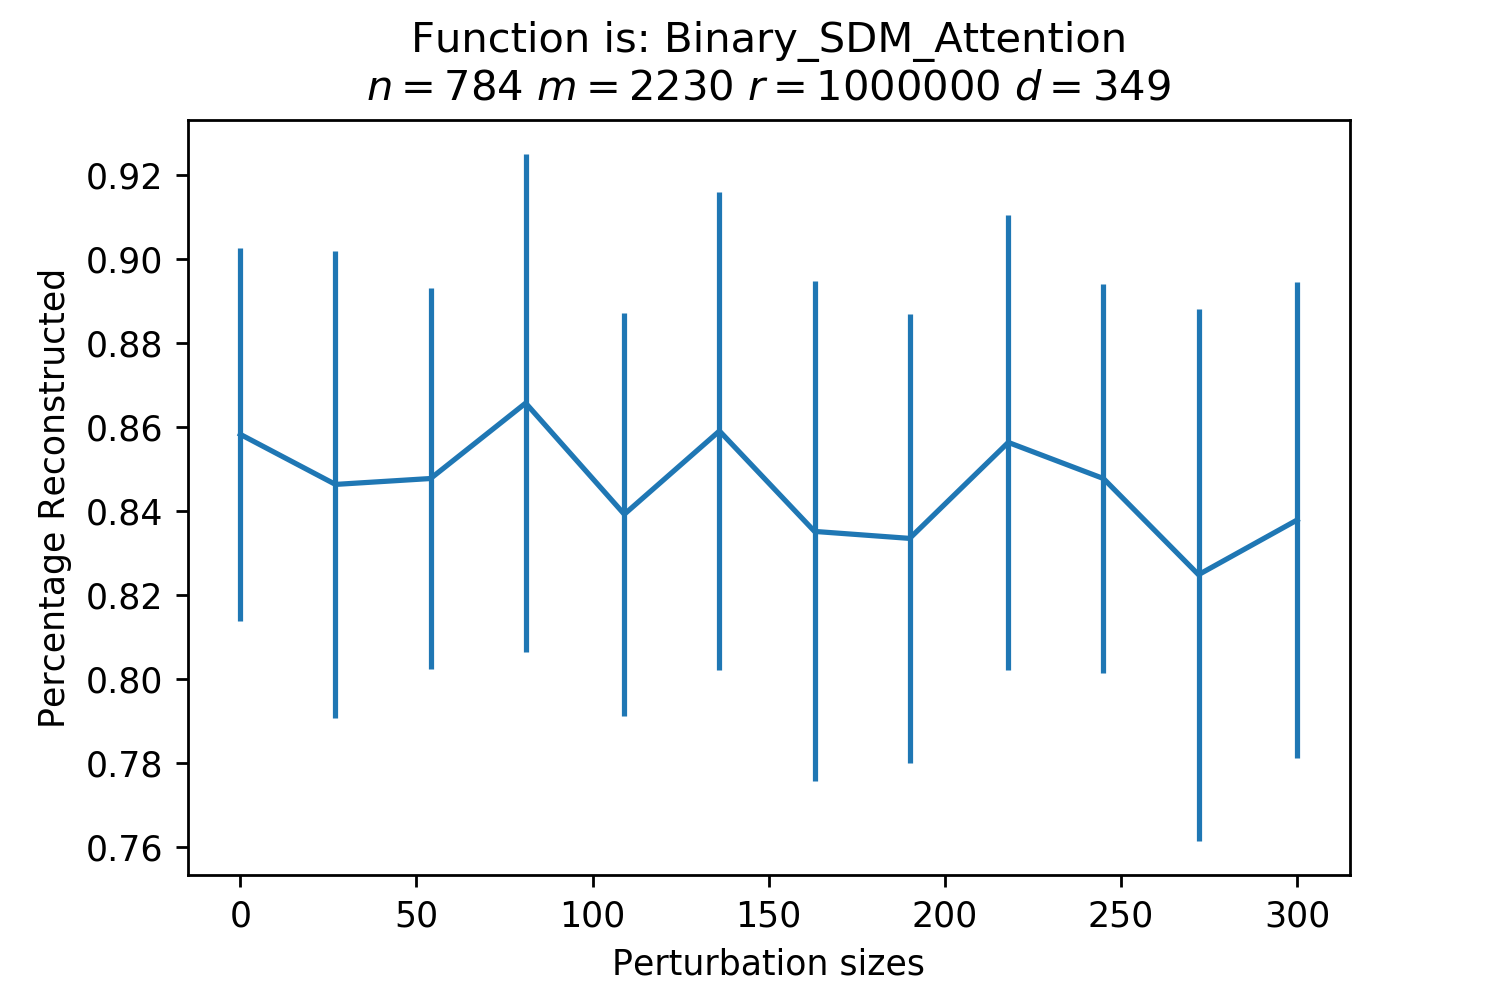 Function is: Binary_SDM_Attention
n = 784 m = 2230 r = 1000000 d = 349
Percentage Reconstructed
0.92
0.90
0.88
0.86
0.84
0.82
0.80
0.78
0.76
0 50 100 150 200 250 300
Perturbation sizes